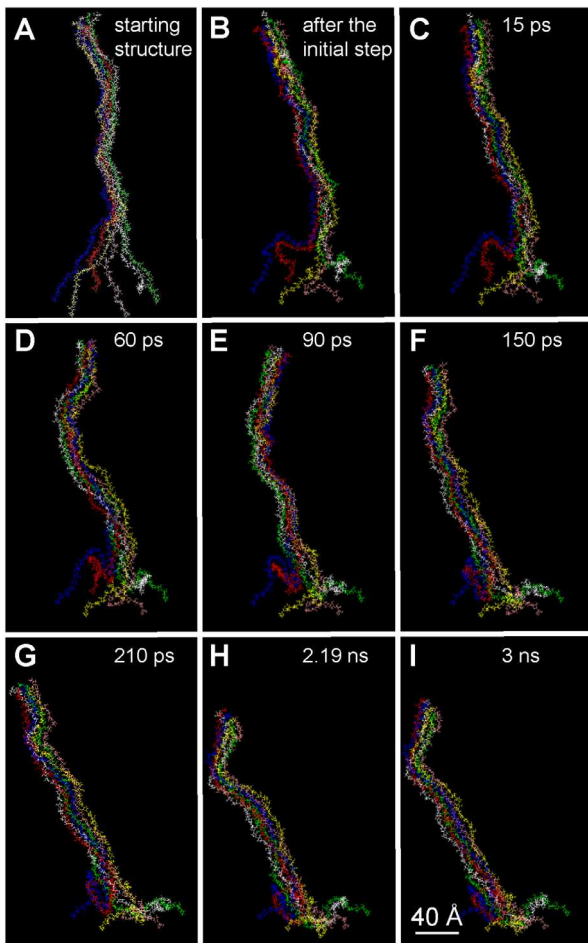 A starting
structure
B after the
initial step
C 15 ps
D 60 ps
E 90 ps
F 150 ps
G 210 ps
H 2.19 ns
I 3 ns
40 Å